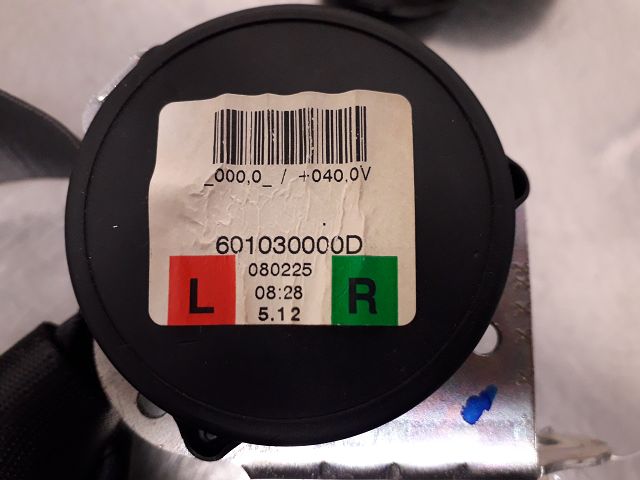 _000,0_ / +040,0V
601030000D
L 080225 R
08:28
5.12